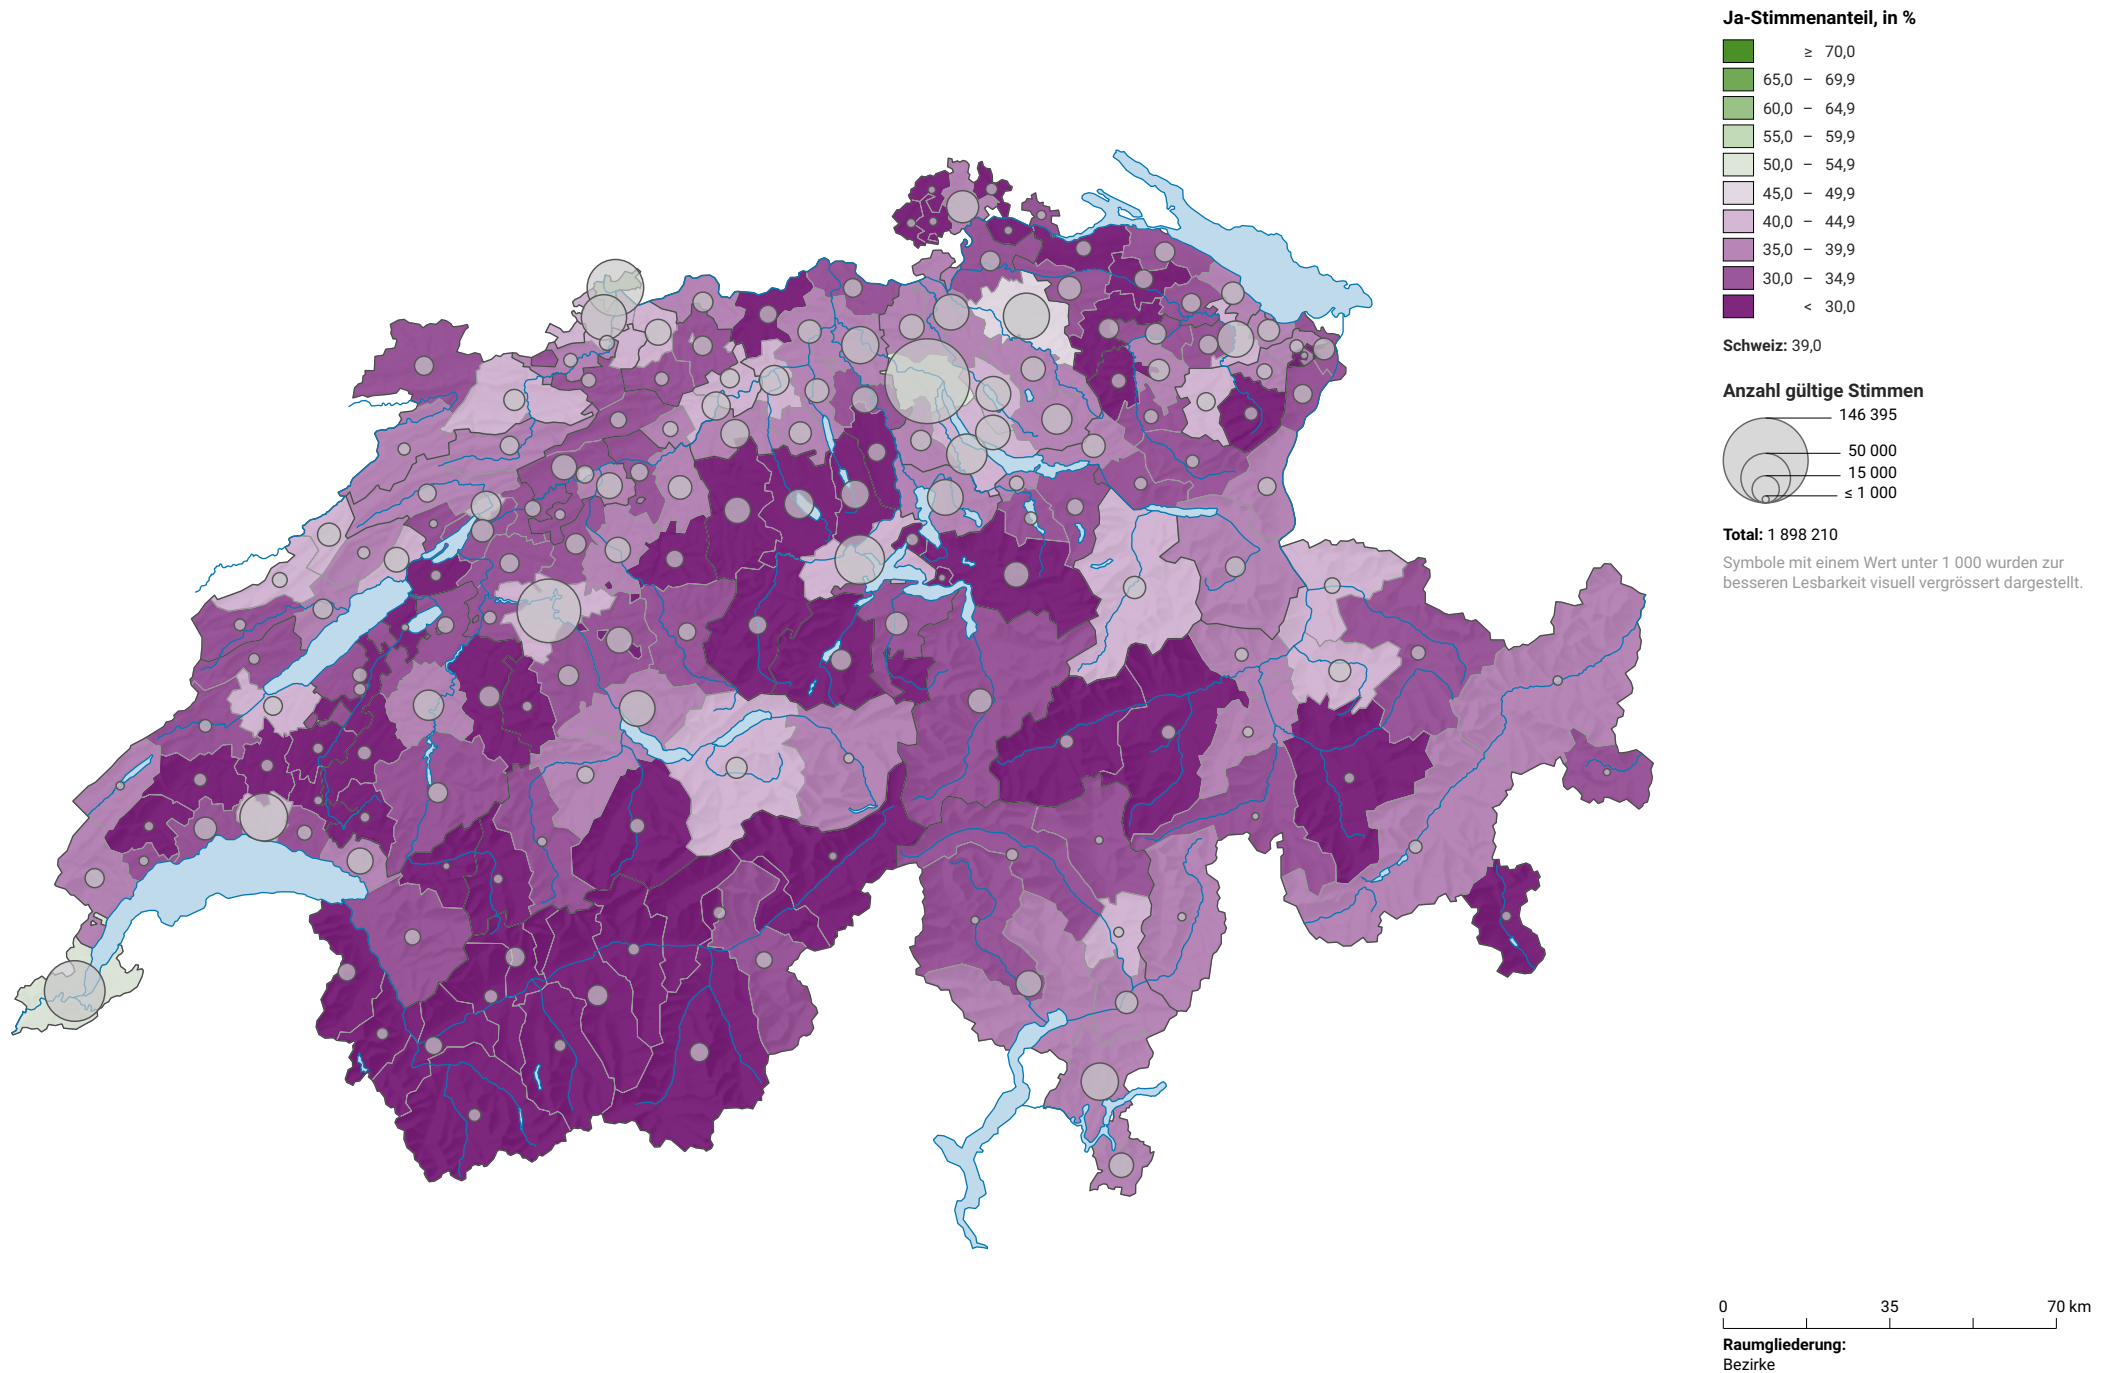 Ja-Stimmenanteil, in %
≥ 70,0
65,0 – 69,9
60,0 – 64,9
55,0 – 59,9
50,0 – 54,9
45,0 – 49,9
40,0 – 44,9
35,0 – 39,9
30,0 – 34,9
< 30,0
Schweiz: 39,0
Anzahl gültige Stimmen
146 395
50 000
15 000
≤ 1 000
Total: 1 898 210
Symbole mit einem Wert unter 1 000 wurden zur
besseren Lesbarkeit visuell vergrössert dargestellt.
0 35 70 km
Raumgliederung:
Bezirke